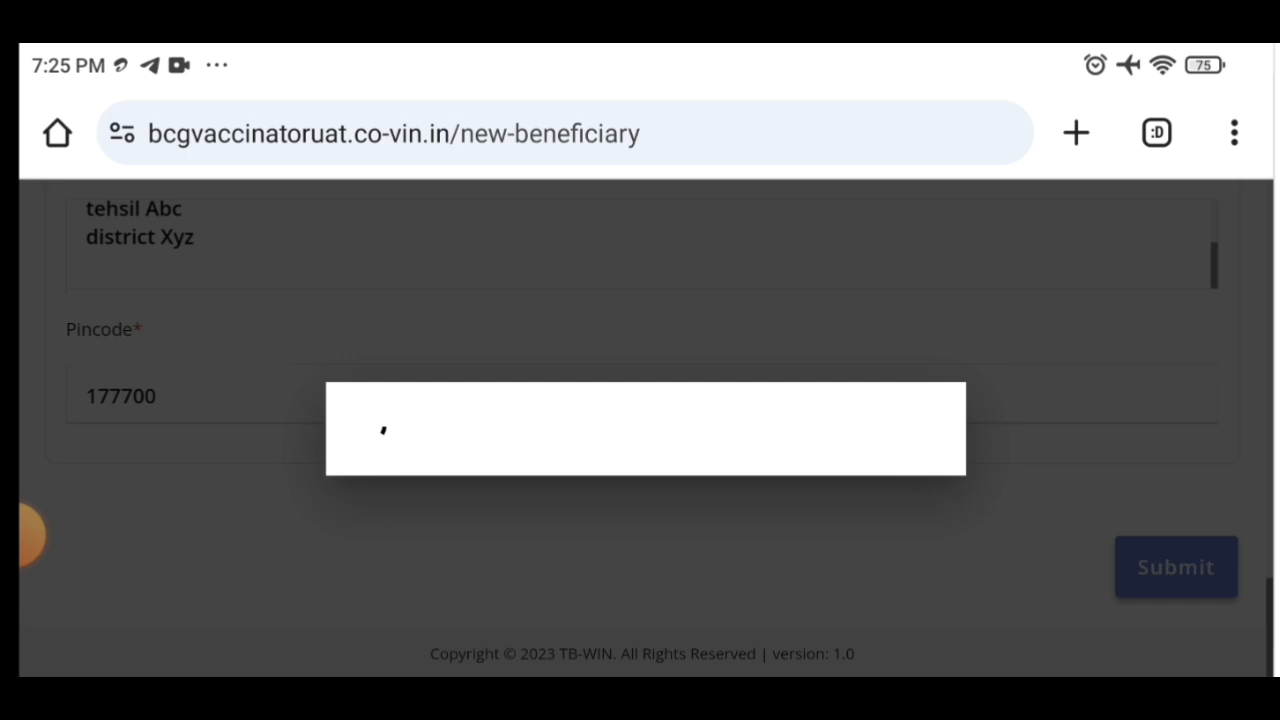 7:25 PM ...
75
bcgvaccinatoruat.co-vin.in/new-beneficiary
:D
tehsil Abc
district Xyz
Pincode*
177700
,
Submit
Copyright © 2023 TB-WIN. All Rights Reserved | version: 1.0